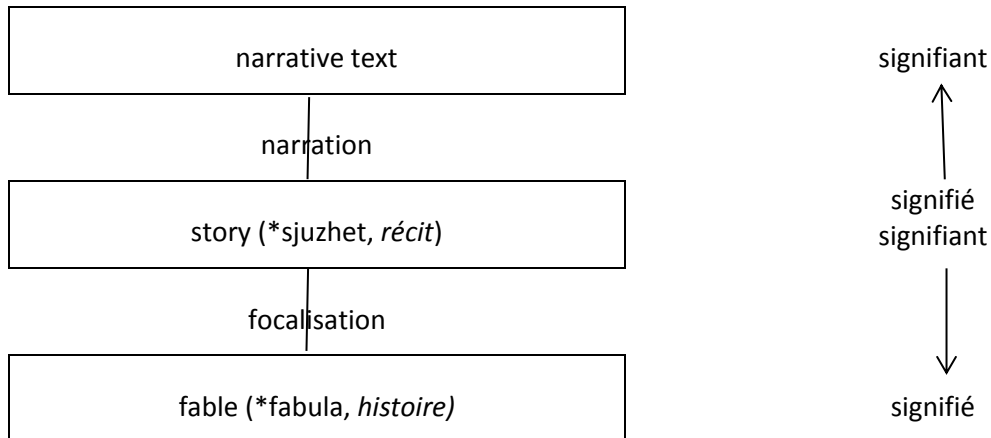 narrative text
signifiant
narration
signifié
story (*sjuzhet, récit)
signifiant
focalisation
fable (*fabula, histoire)
signifié